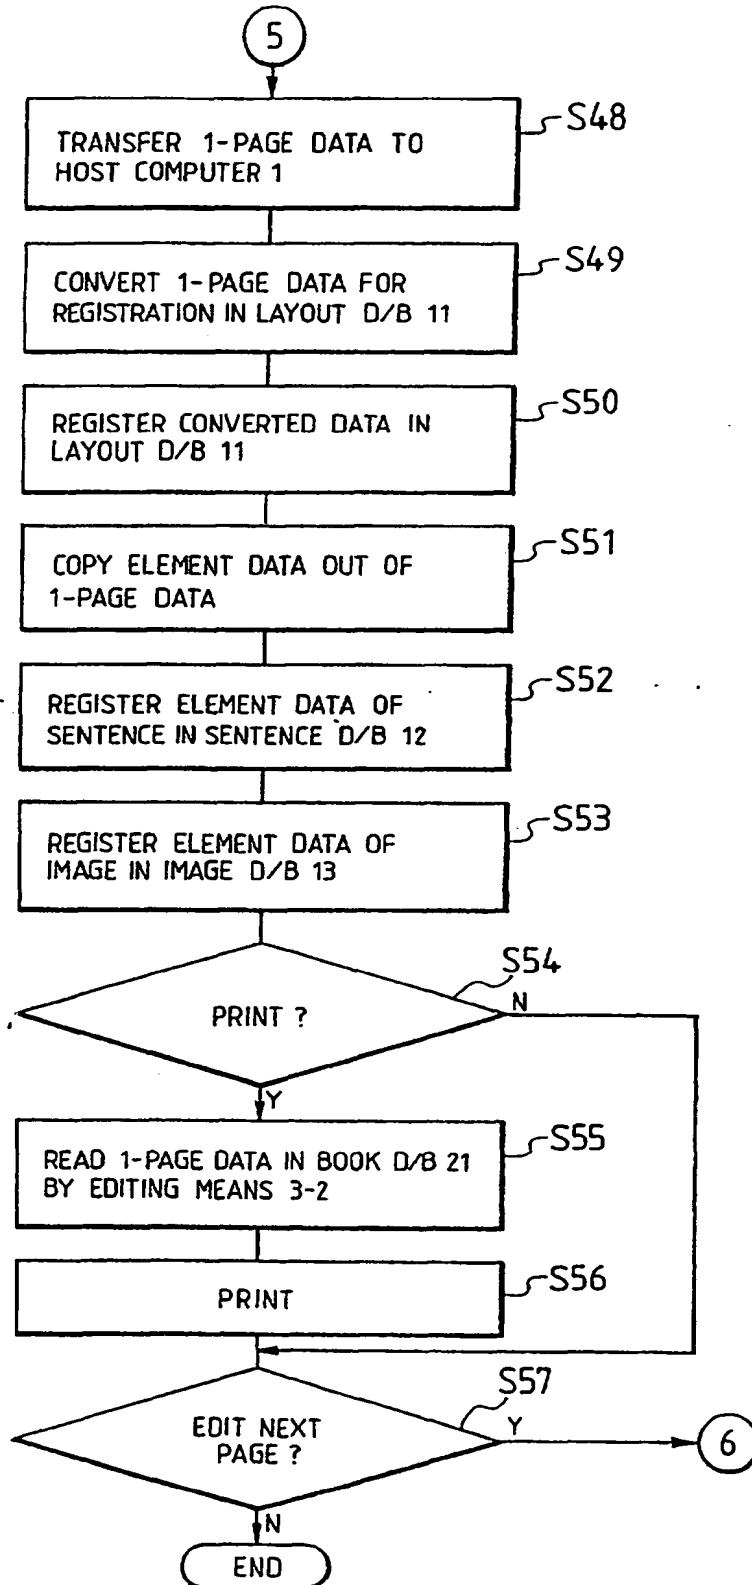 5
TRANSFER 1-PAGE DATA TO
HOST COMPUTER 1
S48
CONVERT 1-PAGE DATA FOR
REGISTRATION IN LAYOUT D/B 11
S49
REGISTER CONVERTED DATA IN
LAYOUT D/B 11
S50
COPY ELEMENT DATA OUT OF
1-PAGE DATA
S51
REGISTER ELEMENT DATA OF
SENTENCE IN SENTENCE D/B 12
S52
REGISTER ELEMENT DATA OF
IMAGE IN IMAGE D/B 13
S53
PRINT ?
S54
N
Y
READ 1-PAGE DATA IN BOOK D/B 21
BY EDITING MEANS 3-2
S55
PRINT
S56
EDIT NEXT
PAGE ?
S57
Y
6
N
END